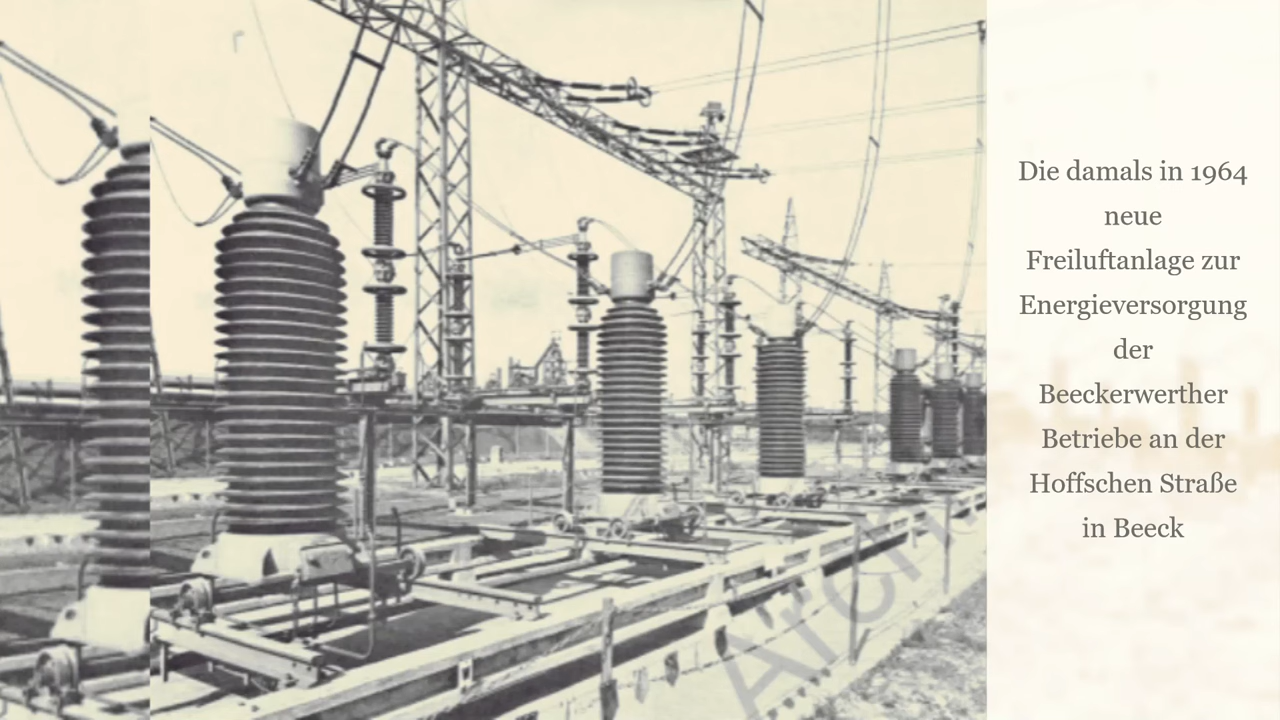 Die damals in 1964
neue
Freiluftanlage zur
Energieversorgung
der
Beeckerwerther
Betriebe an der
Hoffschen Straße
in Beeck